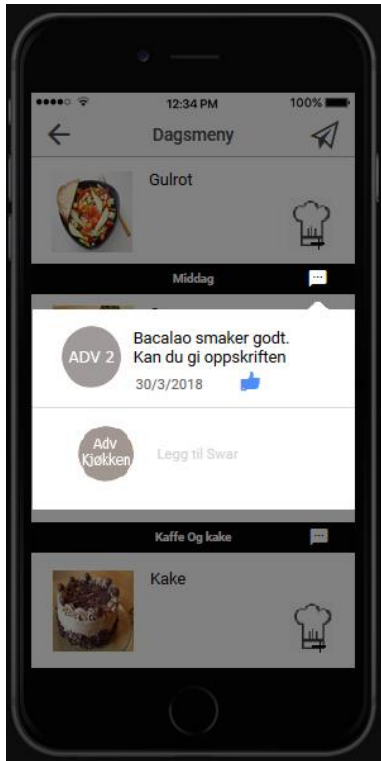 12:34 PM
100%
Dagsmeny
Gulrot
Middag
ADV 2
Bacalao smaker godt.
Kan du gi oppskriften
30/3/2018
Adv
Kjøkken
Legg til Swar
Kaffe Og kake
Kake